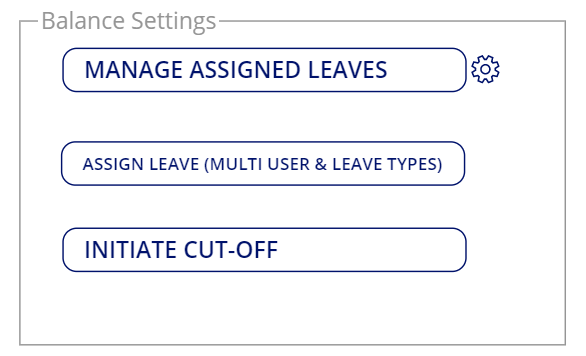 Balance Settings
MANAGE ASSIGNED LEAVES
ASSIGN LEAVE (MULTI USER & LEAVE TYPES)
INITIATE CUT-OFF